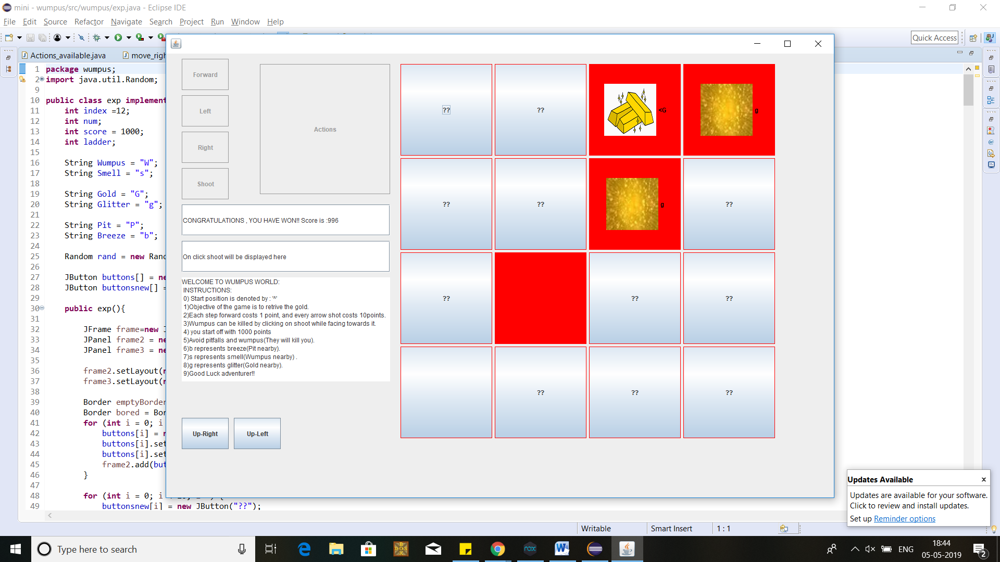 mini - wumpus/src/wumpus/exp.java - Eclipse IDE
File Edit Source Refactor Navigate Search Project Run Window Help
Quick Access
Actions_available.java
1 package wumpus;
2 import java.util.Random;
9
10 public class exp
11 int index =12;
12 int num;
13 int score = 1000;
14 int ladder;
15
16 String Wumpus = "W";
17 String Smell = "s";
18
19 String Gold = "G";
20 String Glitter = "g";
21
22 String Pit = "P";
23 String Breeze = "b";
24
25 Random rand = new
26
27 JButton buttons[] =
28 JButton buttonsnew[] =
29
30 public exp(){
31
32 JFrame frame=new
33 JPanel frame2 =
34 JPanel frame3 =
35
36 frame2.setLayout(
37 frame3.setLayout(
38
39 Border emptyBorder
40 Border bored =
41 for (int i = 0; i
42 buttons[i] =
43 buttons[i].
44 buttons[i].
45 frame2.add(
46 }
47
48 for (int i = 0; i
49 buttonsnew[i] = new JButton("??");
Forward
Left
Right
Shoot
Actions
CONGRATULATIONS , YOU HAVE WON!! Score is :996
On click shoot will be displayed here
WELCOME TO WUMPUS WORLD:
INSTRUCTIONS:
0) Start position is denoted by : '^'
1)Objective of the game is to retrive the gold.
2)Each step forward costs 1 point, and every arrow shot costs 10points.
3)Wumpus can be killed by clicking on shoot while facing towards it.
4) you start off with 1000 points
5)Avoid pitfalls and wumpus(They will kill you).
6)b represents breeze(Pit nearby).
7)s represents smell(Wumpus nearby) .
8)g represents glitter(Gold nearby).
9)Good Luck adventurer!!
Up-Right Up-Left
?? ?? <G g
?? ?? g ??
?? ?? ??
?? ?? ??
Updates Available x
Updates are available for your software.
Click to review and install updates.
Set up Reminder options
Writable Smart Insert 1 : 1
Type here to search
DOS
nox
W
ENG
18:44
05-05-2019
2